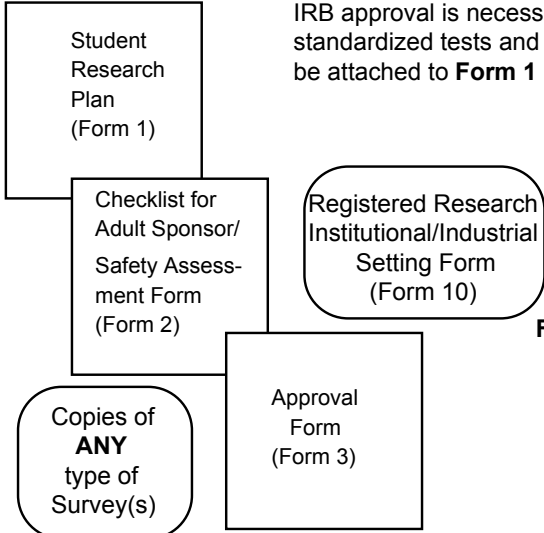 IRB approval is necess
standardized tests and
be attached to Form 1
Student
Research
Plan
(Form 1)
Checklist for
Adult Sponsor/
Safety Assess-
ment Form
(Form 2)
Registered Research
Institutional/Industrial
Setting Form
(Form 10)
F
Approval
Form
(Form 3)
Copies of
ANY
type of
Survey(s)